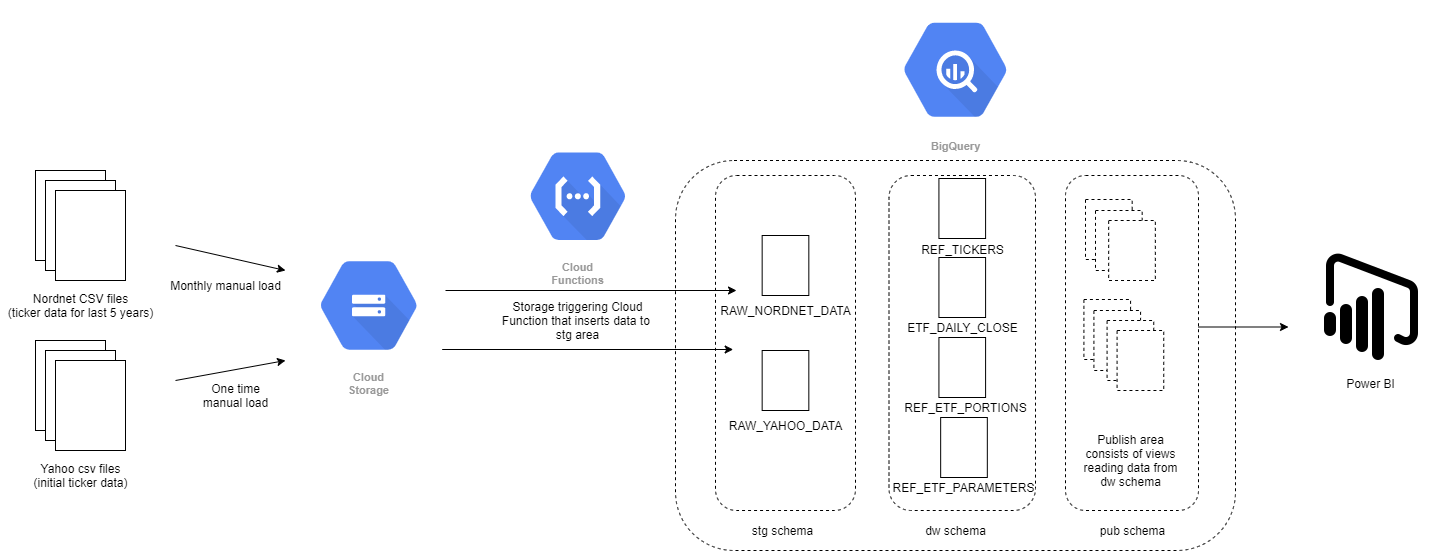 BigQuery
Cloud
Functions
Nordnet CSV files
(ticker data for last 5 years)
Monthly manual load
Yahoo csv files
(initial ticker data)
One time
manual load
Cloud
Storage
Storage triggering Cloud
Function that inserts data to
stg area
RAW_NORDNET_DATA
RAW_YAHOO_DATA
stg schema
REF_TICKERS
ETF_DAILY_CLOSE
REF_ETF_PORTIONS
REF_ETF_PARAMETERS
dw schema
Publish area
consists of views
reading data from
dw schema
pub schema
Power BI